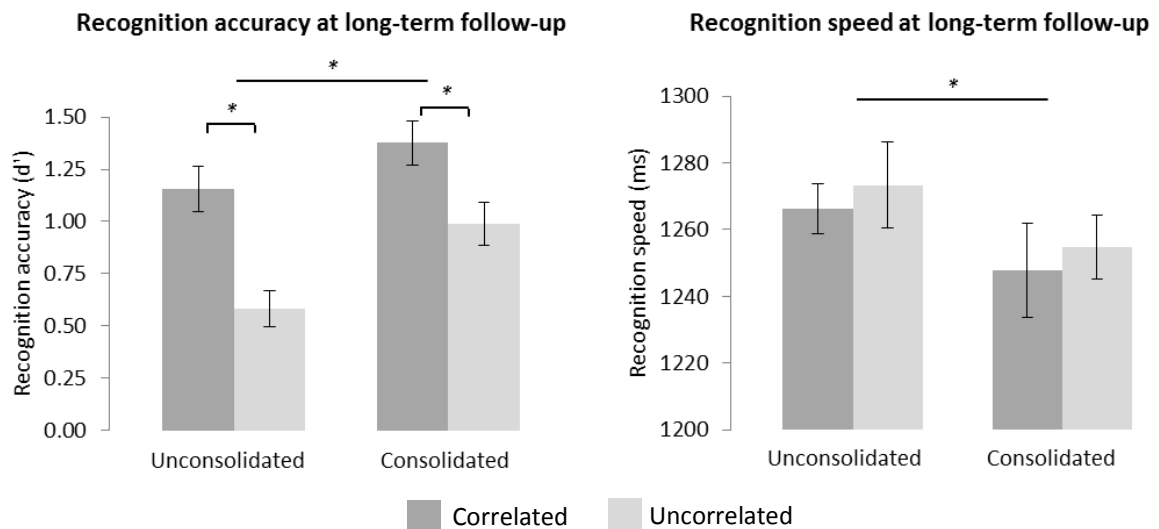 Recognition accuracy at long-term follow-up
*
*
*
Recognition accuracy (d')
1.50
1.25
1.00
0.75
0.50
0.25
0.00
Unconsolidated
Consolidated
Recognition speed at long-term follow-up
*
Recognition speed (ms)
1300
1280
1260
1240
1220
1200
Unconsolidated
Consolidated
Correlated
Uncorrelated